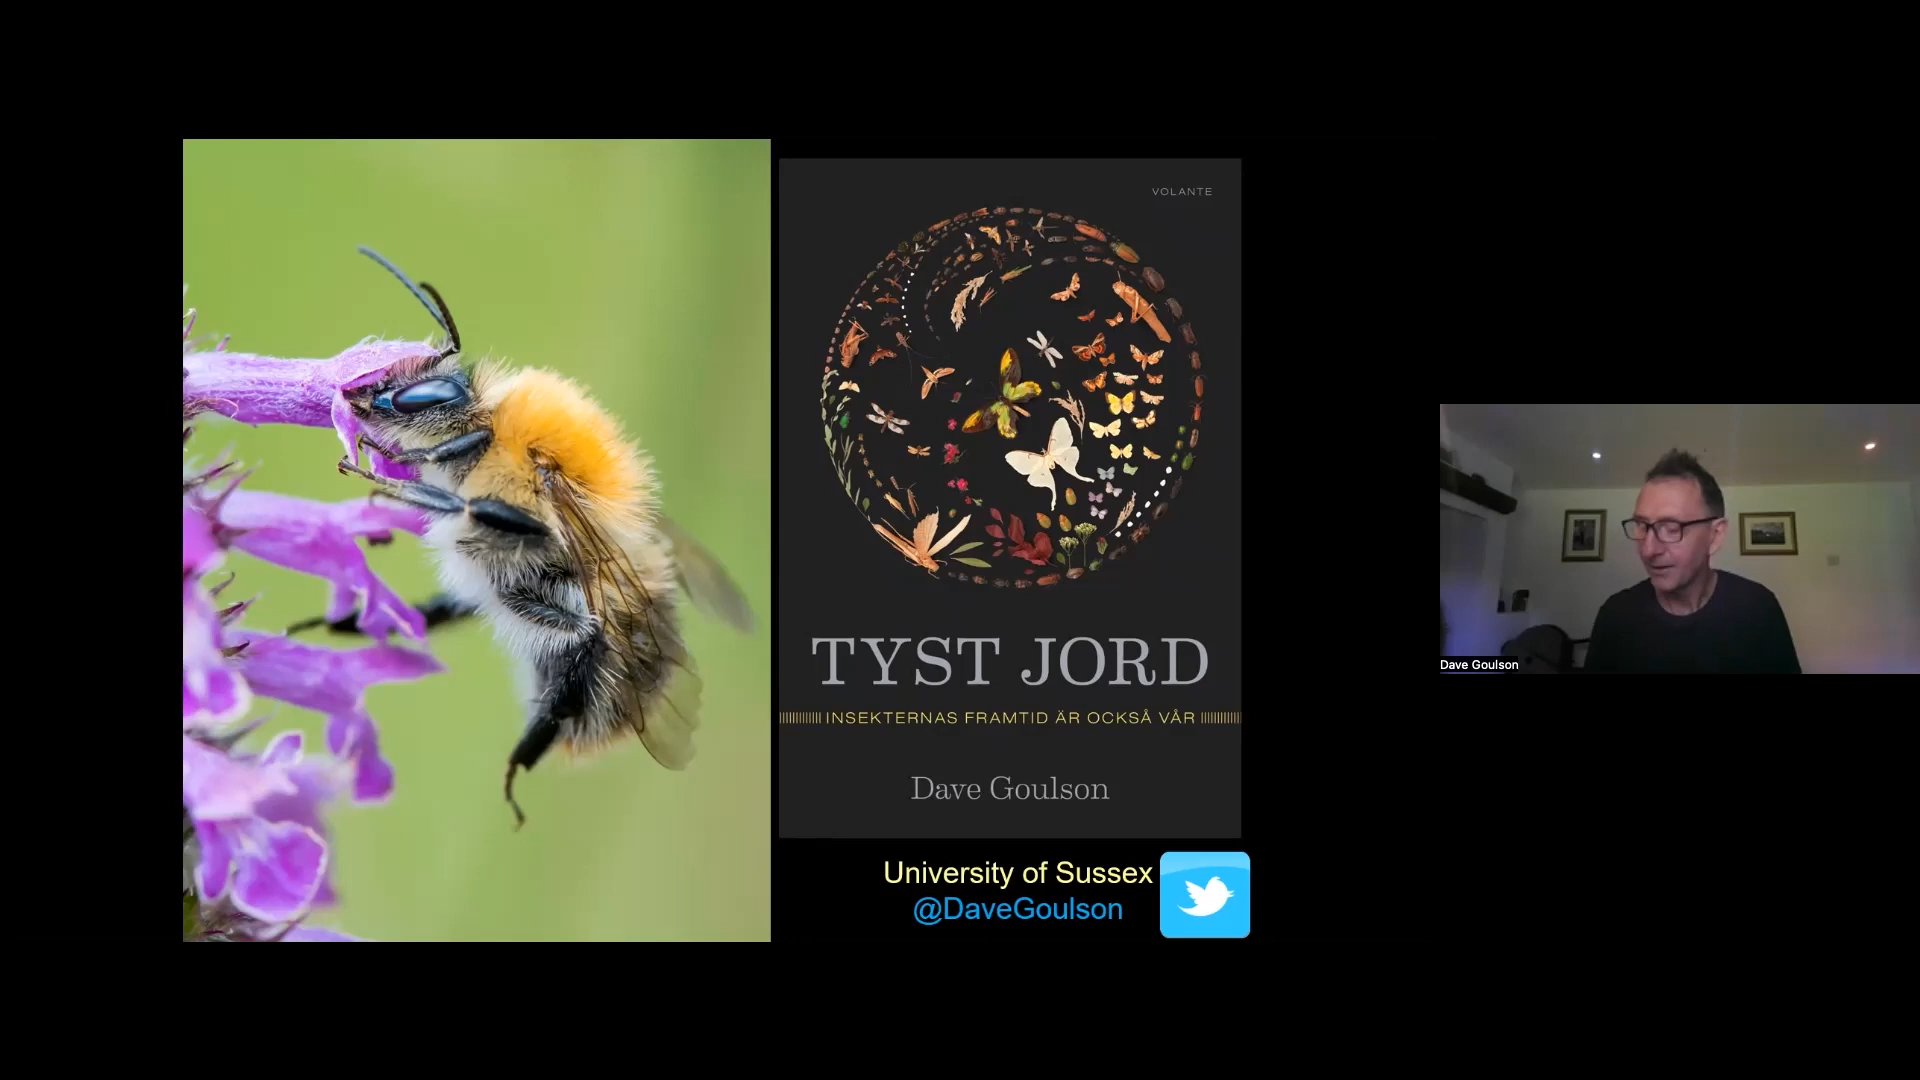 VOLANTE
TYST JORD
INSEKTERNAS FRAMTID ÄR OCKSÅ VÅR
Dave Goulson
University of Sussex
@DaveGoulson
Dave Goulson